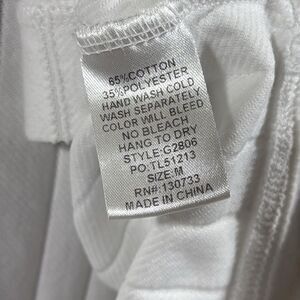 65%COTTON
35%POLYESTER
HAND WASH COLD
WASH SEPARATELY
COLOR WILL BLEED
NO BLEACH
HANG TO DRY
STYLE:G2806
PO:TL51213
SIZE:M
RN#:130733
MADE IN CHINA